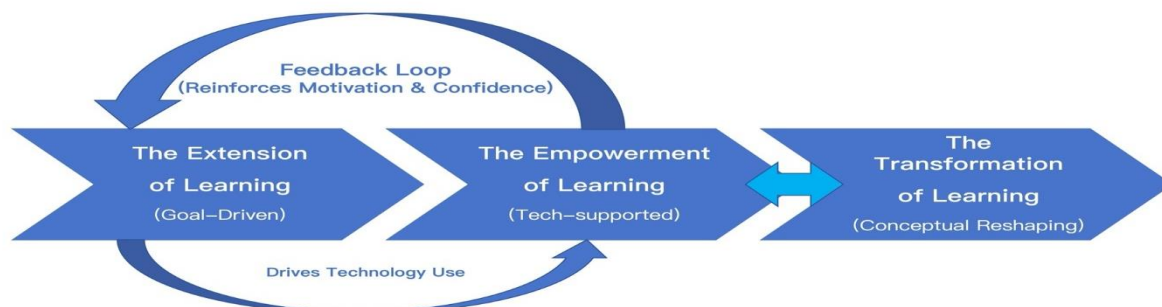 Feedback Loop
(Reinforces Motivation & Confidence)
The Extension
of Learning
(Goal-Driven)
The Empowerment
of Learning
(Tech-supported)
The
Transformation
of Learning
(Conceptual Reshaping)
Drives Technology Use